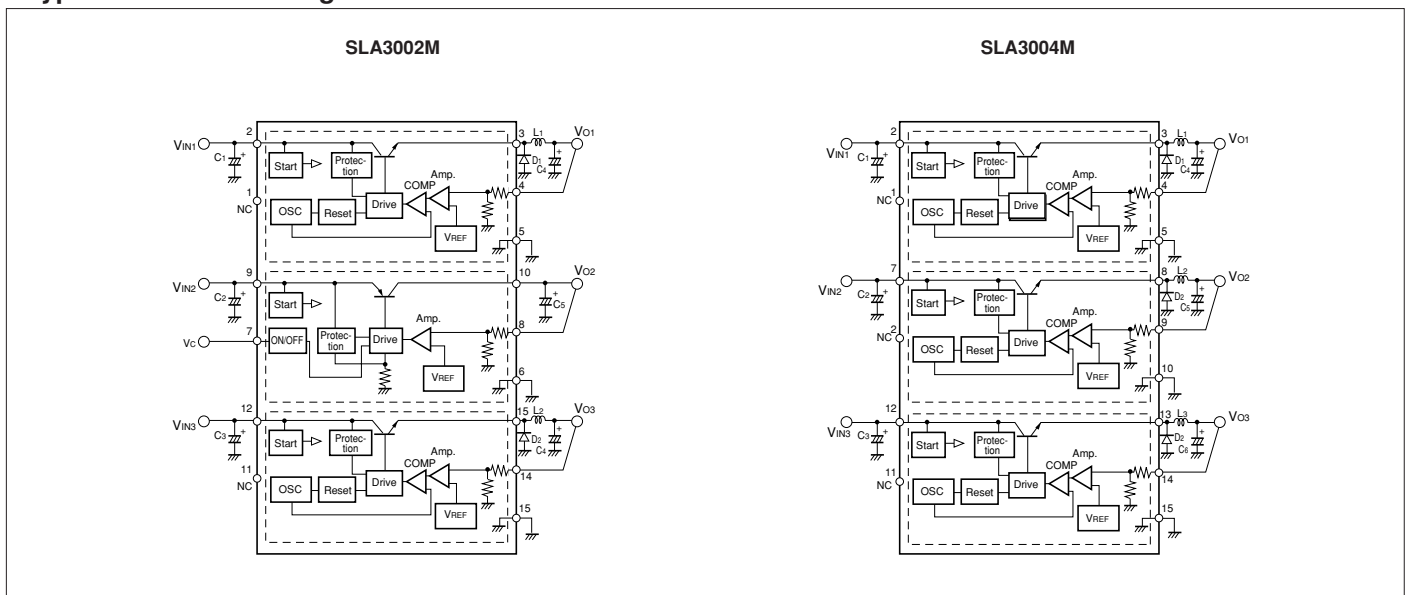 SLA3002M
SLA3004M
2
3
L1
VO1
VIN1
C1
+
Start
Protec-
tion
D1
C4
+
Amp.
COMP
4
1
NC
OSC
Reset
Drive
VREF
5
9
10
VO2
VIN2
C2
+
Start
C5
+
Amp.
7
VC
ON/OFF
Protec-
tion
Drive
8
VREF
6
12
15
L2
VO3
VIN3
C3
+
Start
Protec-
tion
D2
C4
+
Amp.
COMP
11
NC
OSC
Reset
Drive
14
VREF
15
2
3
L1
VO1
VIN1
C1
+
Start
Protec-
tion
D1
C4
+
Amp.
COMP
4
1
NC
OSC
Reset
Drive
VREF
5
7
8
L2
VO2
VIN2
C2
+
Start
Protec-
tion
D2
C5
+
Amp.
COMP
9
2
NC
OSC
Reset
Drive
VREF
10
12
13
L3
VO3
VIN3
C3
+
Start
Protec-
tion
D2
C6
+
Amp.
COMP
11
NC
OSC
Reset
Drive
14
VREF
15